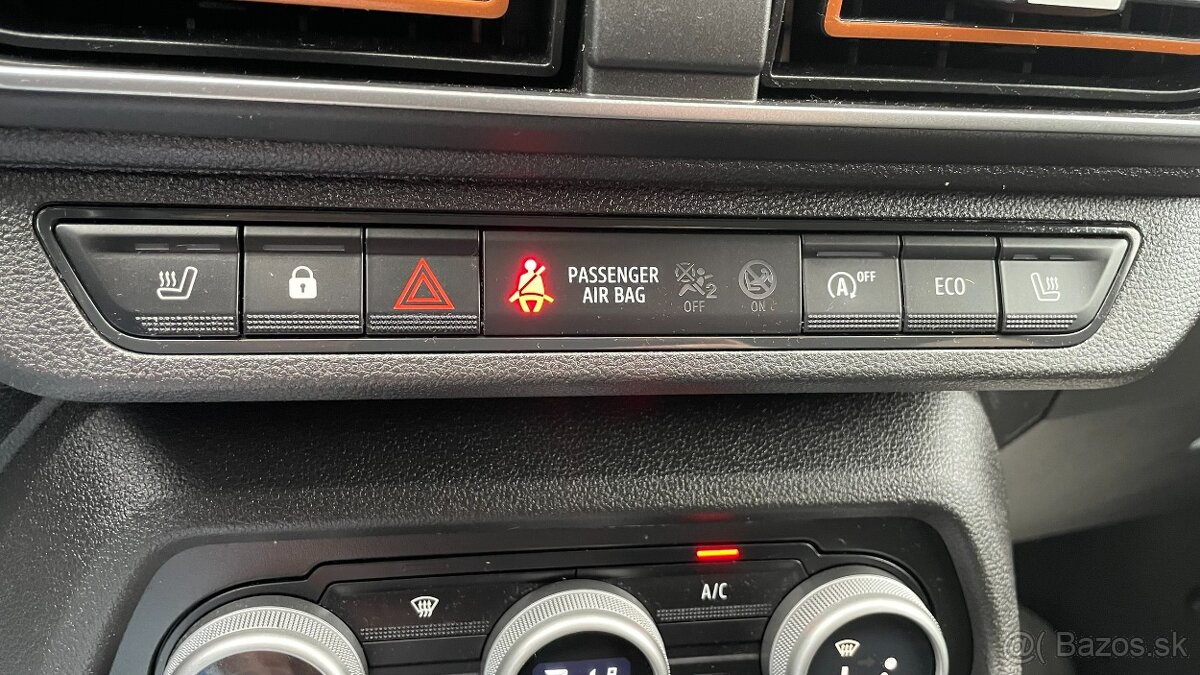 PASSENGER
AIR BAG
2
OFF
ON
A OFF
ECO
A/C
Bazos.sk